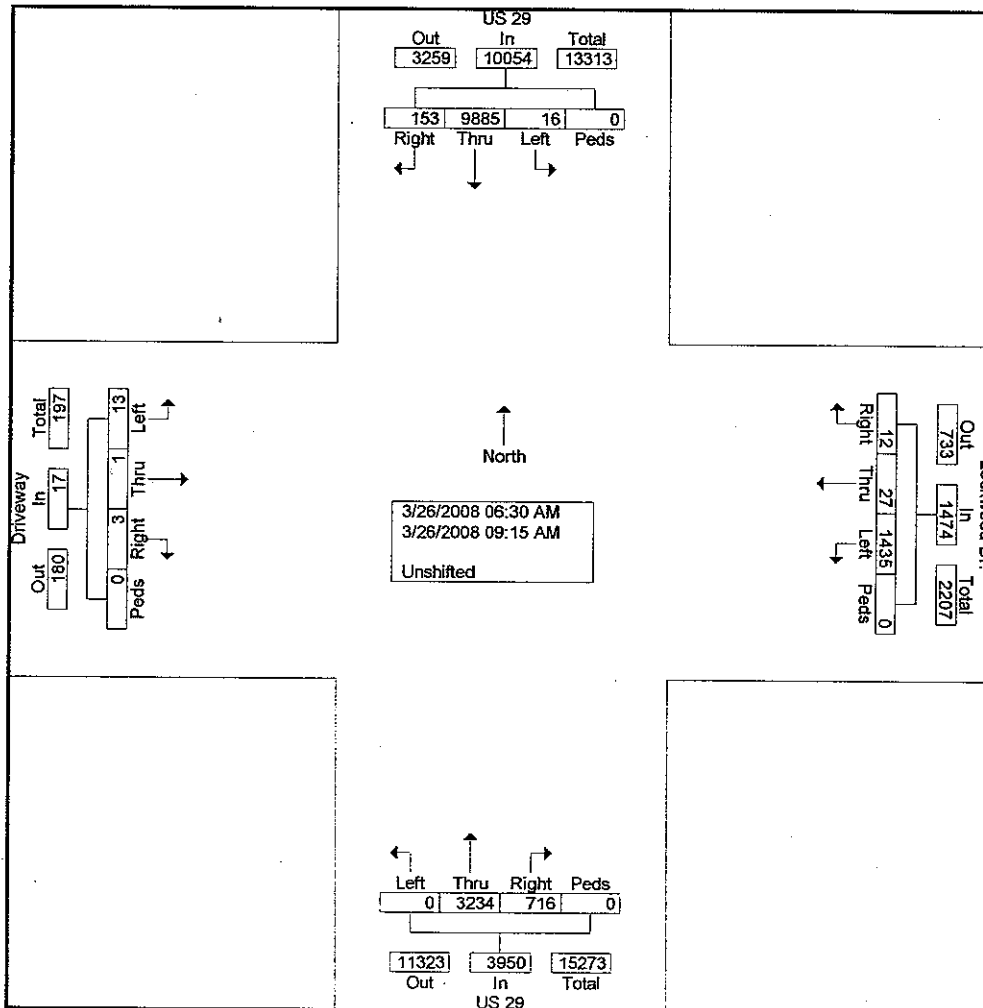 US 29
Out In Total
3259 10054 13313
153 9885 16 0
Right Thru Left Peds
Driveway
Out In Total
180 17 197
13 1 3 0
Left Thru Right Peds
North
3/26/2008 06:30 AM
3/26/2008 09:15 AM
Unshifted
Out In Total
733 1474 2207
12 27 1435 0
Right Thru Left Peds
Left Thru Right Peds
0 3234 716 0
11323 3950 15273
Out In Total
US 29